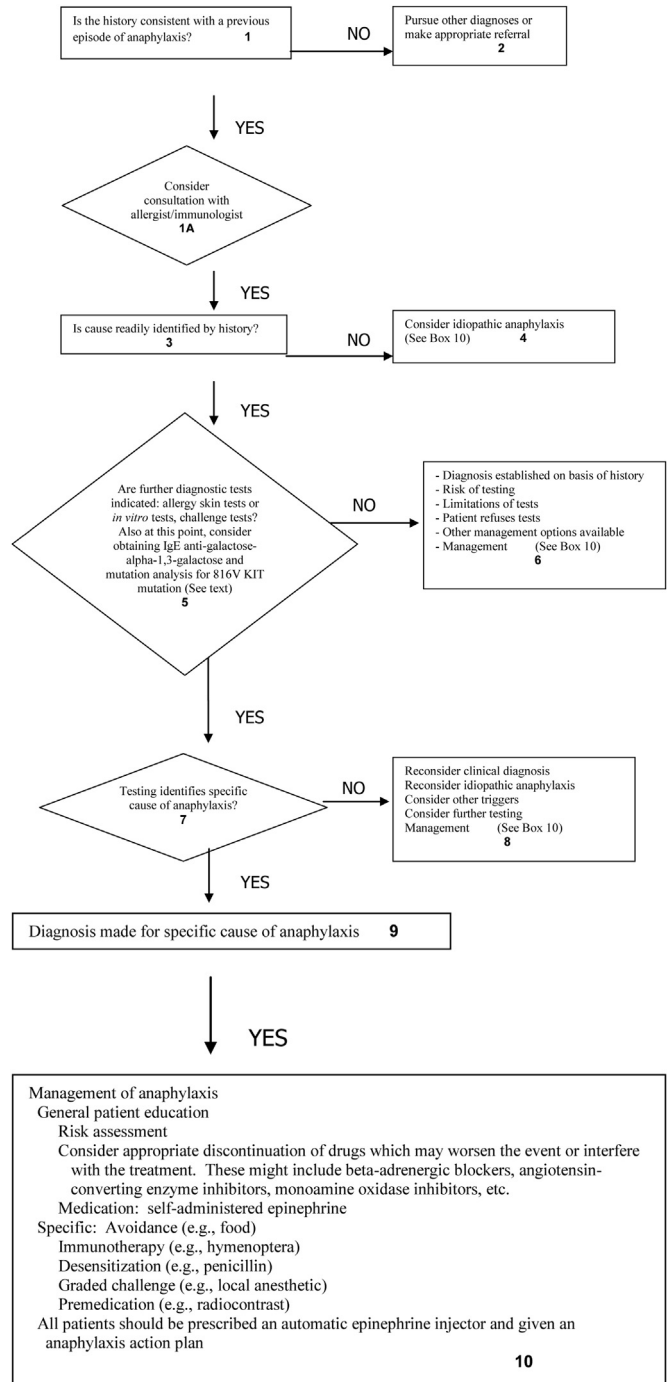 Is the history consistent with a previous
episode of anaphylaxis? 1
NO
Pursue other diagnoses or
make appropriate referral
2
YES
Consider
consultation with
allergist/immunologist
1A
YES
Is cause readily identified by history?
3
NO
Consider idiopathic anaphylaxis
(See Box 10) 4
YES
Are further diagnostic tests
indicated: allergy skin tests or
in vitro tests, challenge tests?
Also at this point, consider
obtaining IgE anti-galactose-
alpha-1,3-galactose and
mutation analysis for 816V KIT
mutation (See text)
5
NO
- Diagnosis established on basis of history
- Risk of testing
- Limitations of tests
- Patient refuses tests
- Other management options available
- Management (See Box 10)
6
YES
Testing identifies specific
cause of anaphylaxis?
7
NO
Reconsider clinical diagnosis
Reconsider idiopathic anaphylaxis
Consider other triggers
Consider further testing
Management (See Box 10)
8
YES
Diagnosis made for specific cause of anaphylaxis 9
YES
Management of anaphylaxis
General patient education
Risk assessment
Consider appropriate discontinuation of drugs which may worsen the event or interfere
with the treatment. These might include beta-adrenergic blockers, angiotensin-
converting enzyme inhibitors, monoamine oxidase inhibitors, etc.
Medication: self-administered epinephrine
Specific: Avoidance (e.g., food)
Immunotherapy (e.g., hymenoptera)
Desensitization (e.g., penicillin)
Graded challenge (e.g., local anesthetic)
Premedication (e.g., radiocontrast)
All patients should be prescribed an automatic epinephrine injector and given an
anaphylaxis action plan
10